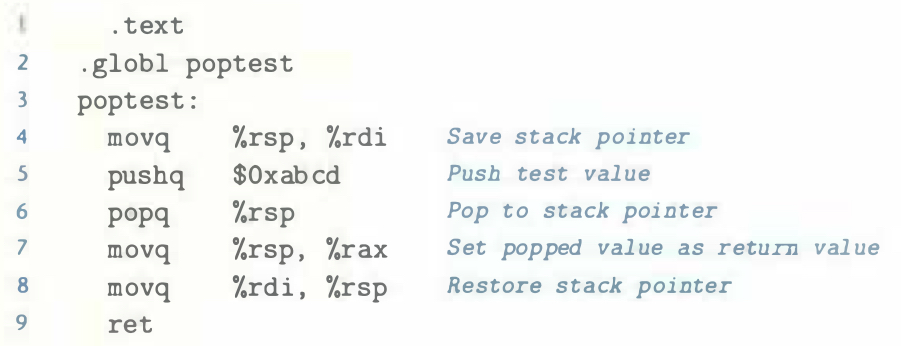 1 .text
2 .globl poptest
3 poptest:
4 movq %rsp, %rdi Save stack pointer
5 pushq $0xabcd Push test value
6 popq %rsp Pop to stack pointer
7 movq %rsp, %rax Set popped value as return value
8 movq %rdi, %rsp Restore stack pointer
9 ret